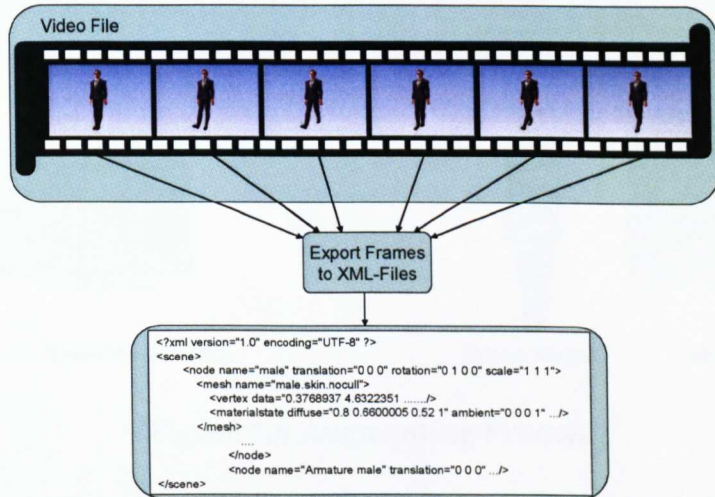 Video File
Export Frames
to XML-Files
<?xml version="1.0" encoding="UTF-8" ?>
<scene>
<node name="male" translation="0 0 0" rotation="0 1 0 0" scale="1 1 1">
<mesh name="male.skin.nocull">
<vertex data="0.3768937 4.6322351 ....../>
<materialstate diffuse="0.8 0.6600005 0.52 1" ambient="0 0 0 1" .../>
</mesh>
....
</node>
<node name="Armature male" translation="0 0 0" .../>
</scene>